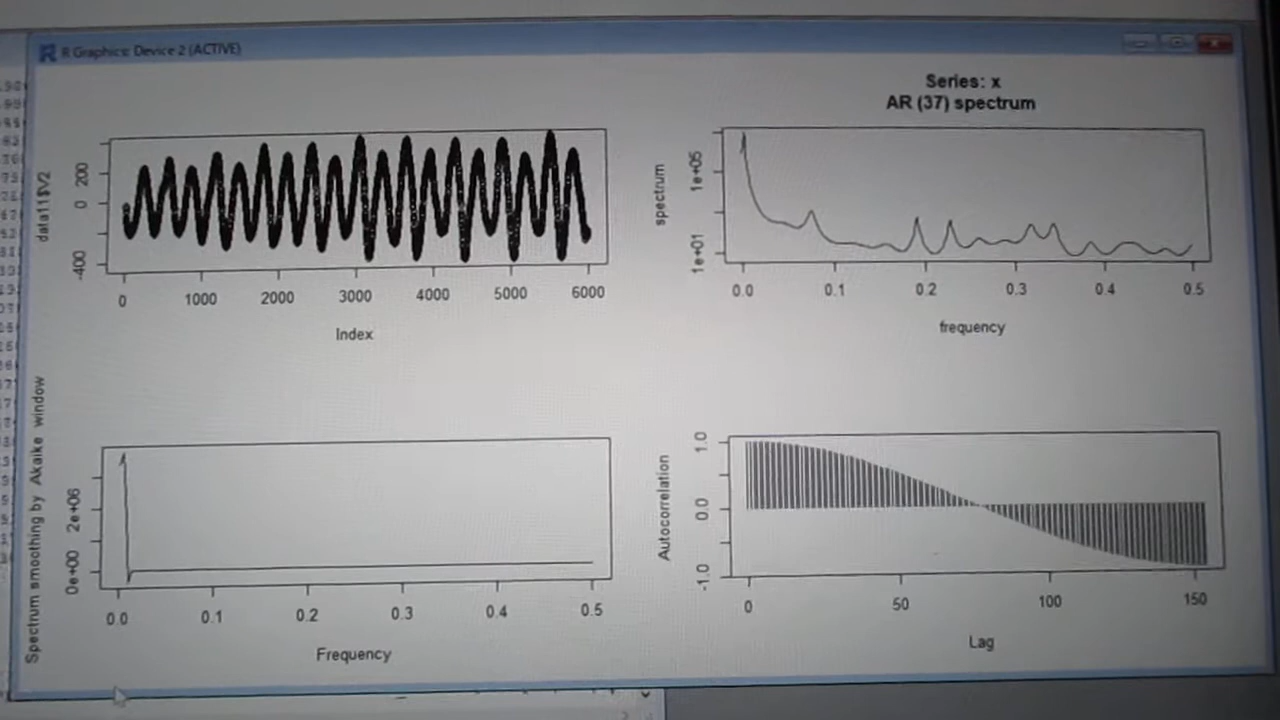 R Graphics: Device 2 (ACTIVE)
data11$V2
200
0
-400
0 1000 2000 3000 4000 5000 6000
Index
Series: x
AR (37) spectrum
spectrum
1e+05
1e+01
0.0 0.1 0.2 0.3 0.4 0.5
frequency
Spectrum smoothing by Akaike window
2e+06
0e+00
0.0 0.1 0.2 0.3 0.4 0.5
Frequency
Autocorrelation
1.0
0.0
-1.0
0 50 100 150
Lag